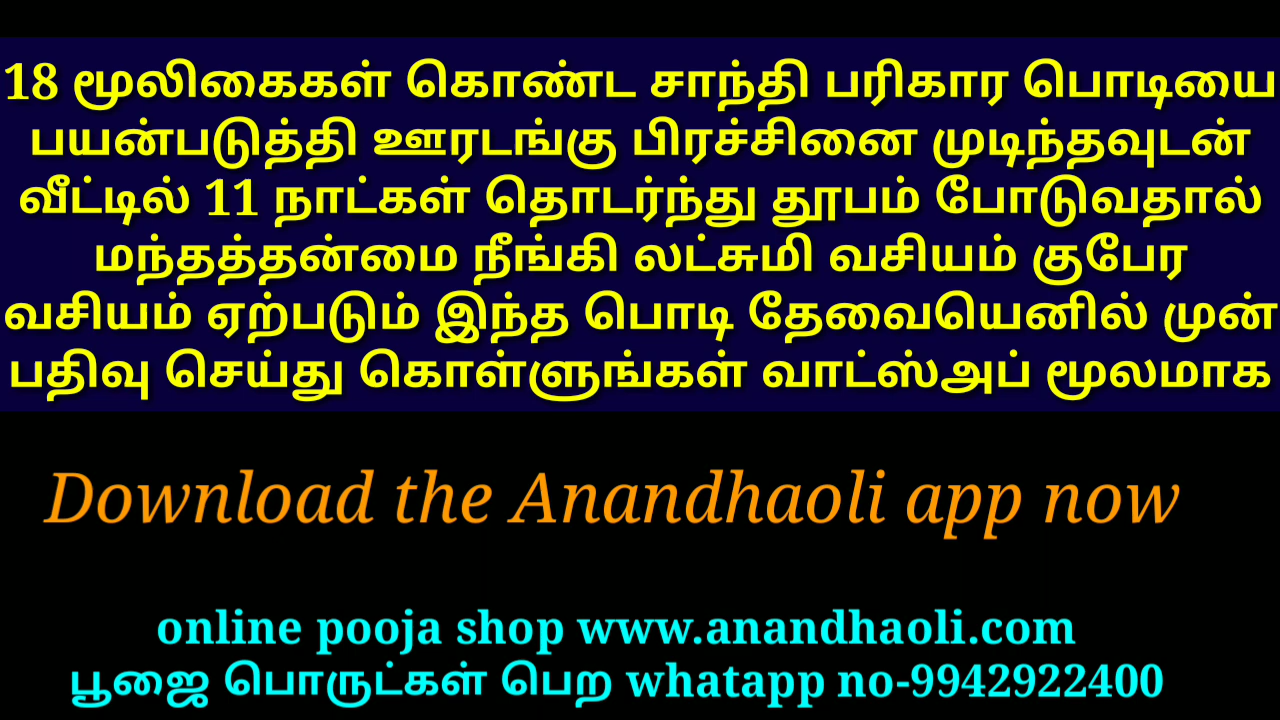 18 மூலிகைகள் கொண்ட சாந்தி பரிகார பொடியை
பயன்படுத்தி ஊரடங்கு பிரச்சினை முடிந்தவுடன்
வீட்டில் 11 நாட்கள் தொடர்ந்து தூபம் போடுவதால்
மந்தத்தன்மை நீங்கி லட்சுமி வசியம் குபேர
வசியம் ஏற்படும் இந்த பொடி தேவையெனில் முன்
பதிவு செய்து கொள்ளுங்கள் வாட்ஸ்அப் மூலமாக
Download the Anandhaoli app now
online pooja shop www.anandhaoli.com
பூஜை பொருட்கள் பெற whatapp no-9942922400